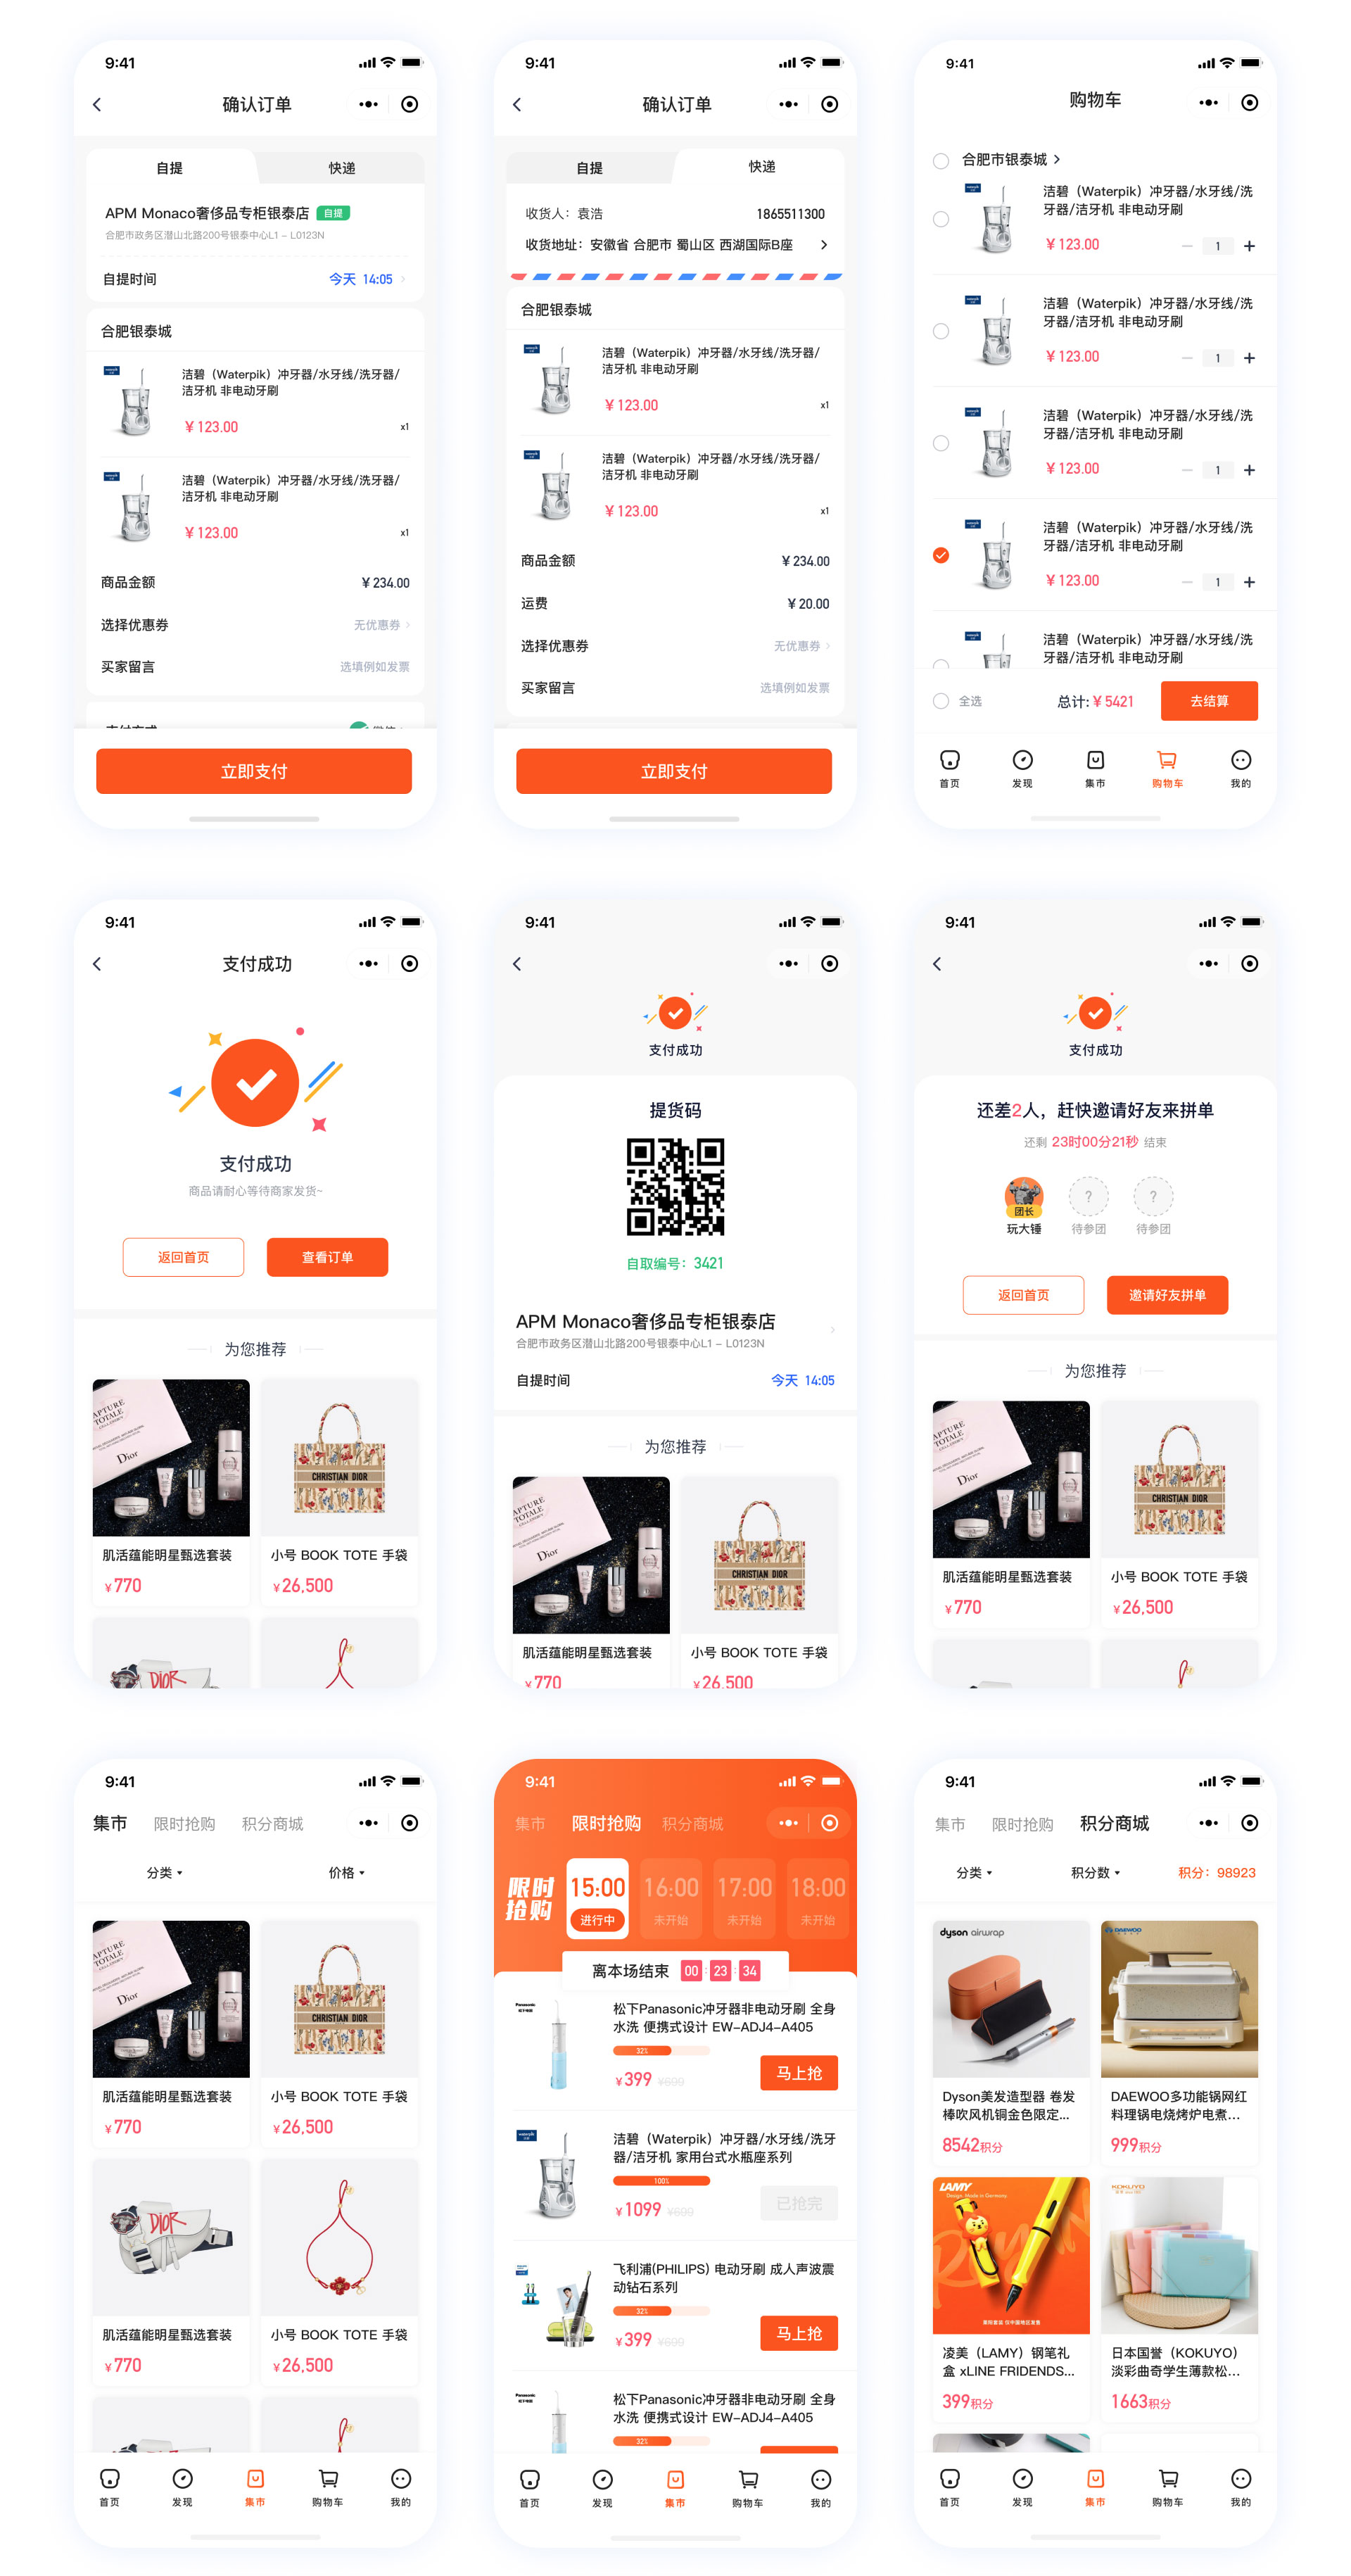 9:41
确认订单
自提
快递
APM Monaco奢侈品专柜银泰店 自提
合肥市政务区潜山北路200号银泰中心L1 – L0123N
自提时间
今天 14:05
合肥银泰城
洁碧（Waterpik）冲牙器/水牙线/洗牙器/
洁牙机 非电动牙刷
¥123.00
x1
洁碧（Waterpik）冲牙器/水牙线/洗牙器/
洁牙机 非电动牙刷
¥123.00
x1
商品金额
¥234.00
选择优惠券
无优惠券
买家留言
选填例如发票
立即支付
9:41
确认订单
自提
快递
收货人：袁浩
1865511300
收货地址：安徽省 合肥市 蜀山区 西湖国际B座
合肥银泰城
洁碧（Waterpik）冲牙器/水牙线/洗牙器/
洁牙机 非电动牙刷
¥123.00
x1
洁碧（Waterpik）冲牙器/水牙线/洗牙器/
洁牙机 非电动牙刷
¥123.00
x1
商品金额
¥234.00
运费
¥20.00
选择优惠券
无优惠券
买家留言
选填例如发票
立即支付
9:41
购物车
合肥市银泰城
洁碧（Waterpik）冲牙器/水牙线/洗
牙器/洁牙机 非电动牙刷
¥123.00
1
洁碧（Waterpik）冲牙器/水牙线/洗
牙器/洁牙机 非电动牙刷
¥123.00
1
洁碧（Waterpik）冲牙器/水牙线/洗
牙器/洁牙机 非电动牙刷
¥123.00
1
洁碧（Waterpik）冲牙器/水牙线/洗
牙器/洁牙机 非电动牙刷
¥123.00
1
洁碧（Waterpik）冲牙器/水牙线/洗
牙器/洁牙机 非电动牙刷
全选
总计:¥5421
去结算
首页
发现
集市
购物车
我的
9:41
支付成功
支付成功
商品请耐心等待商家发货~
返回首页
查看订单
为您推荐
Dior
CHRISTIAN DIOR
肌活蕴能明星甄选套装
¥770
小号 BOOK TOTE 手袋
¥26,500
DIOR
9:41
支付成功
提货码
自取编号：3421
APM Monaco奢侈品专柜银泰店
合肥市政务区潜山北路200号银泰中心L1 – L0123N
自提时间
今天 14:05
为您推荐
Dior
CHRISTIAN DIOR
肌活蕴能明星甄选套装
¥770
小号 BOOK TOTE 手袋
¥26,500
9:41
支付成功
还差2人，赶快邀请好友来拼单
还剩 23时00分21秒 结束
团长
玩大锤
?
待参团
?
待参团
返回首页
邀请好友拼单
为您推荐
Dior
CHRISTIAN DIOR
肌活蕴能明星甄选套装
¥770
小号 BOOK TOTE 手袋
¥26,500
9:41
集市
限时抢购
积分商城
分类
价格
Dior
CHRISTIAN DIOR
肌活蕴能明星甄选套装
¥770
小号 BOOK TOTE 手袋
¥26,500
DIOR
肌活蕴能明星甄选套装
¥770
小号 BOOK TOTE 手袋
¥26,500
首页
发现
集市
购物车
我的
9:41
集市
限时抢购
积分商城
限时
抢购
15:00
进行中
16:00
未开始
17:00
未开始
18:00
未开始
离本场结束 00:23:34
Panasonic
松下Panasonic冲牙器非电动牙刷 全身
水洗 便携式设计 EW–ADJ4–A405
32%
¥399 ¥699
马上抢
洁碧（Waterpik）冲牙器/水牙线/洗牙
器/洁牙机 家用台式水瓶座系列
100%
¥1099 ¥699
已抢完
飞利浦(PHILIPS) 电动牙刷 成人声波震
动钻石系列
32%
¥399 ¥699
马上抢
Panasonic
松下Panasonic冲牙器非电动牙刷 全身
水洗 便携式设计 EW–ADJ4–A405
32%
首页
发现
集市
购物车
我的
9:41
集市
限时抢购
积分商城
分类
积分数
积分：98923
dyson airwrap
DAEWOO
Dyson美发造型器 卷发
棒吹风机铜金色限定...
8542积分
DAEWOO多功能锅网红
料理锅电烧烤炉电煮...
999积分
LAMY
Design. Made in Germany.
KOKUYO
凌美（LAMY）钢笔礼
盒 xLINE FRIDENDS...
399积分
日本国誉（KOKUYO）
淡彩曲奇学生薄款松...
1663积分
首页
发现
集市
购物车
我的